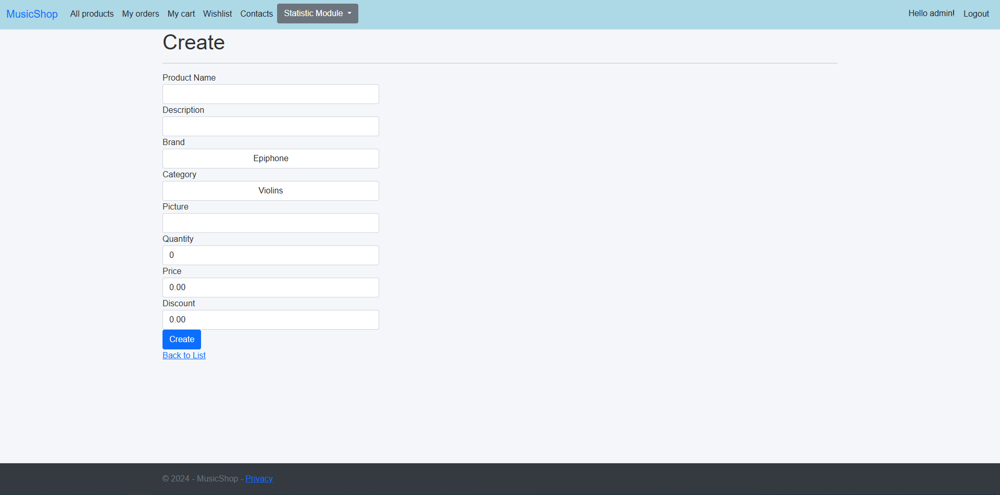 MusicShop All products My orders My cart Wishlist Contacts Statistic Module Hello admin! Logout
Create
Product Name
Description
Brand
Epiphone
Category
Violins
Picture
Quantity
0
Price
0.00
Discount
0.00
Create
Back to List
© 2024 - MusicShop - Privacy